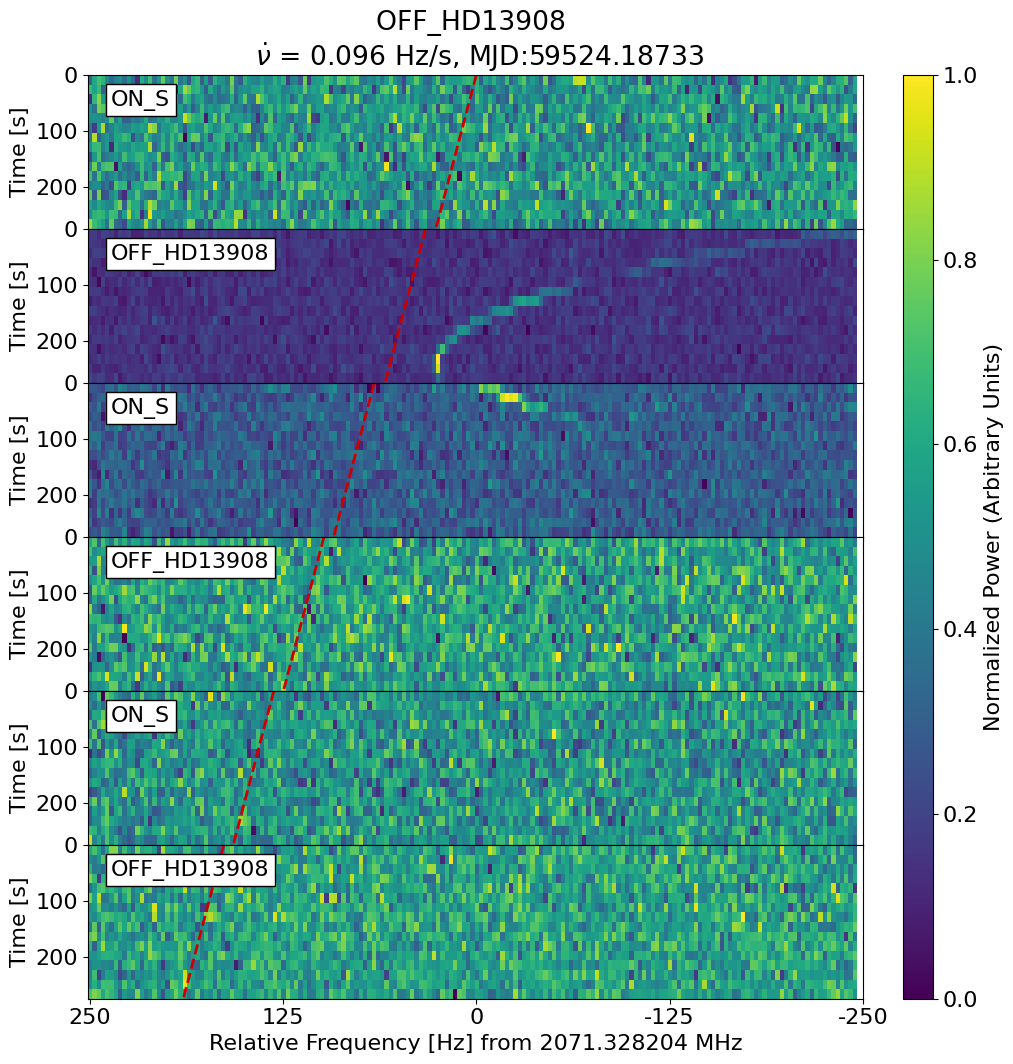 OFF_HD13908
ν̇ = 0.096 Hz/s, MJD:59524.18733
0
100
200
Time [s]
ON_S
0
100
200
Time [s]
OFF_HD13908
0
100
200
Time [s]
ON_S
0
100
200
Time [s]
OFF_HD13908
0
100
200
Time [s]
ON_S
0
100
200
Time [s]
OFF_HD13908
250 125 0 -125 -250
Relative Frequency [Hz] from 2071.328204 MHz
1.0
0.8
0.6
0.4
0.2
0.0
Normalized Power (Arbitrary Units)